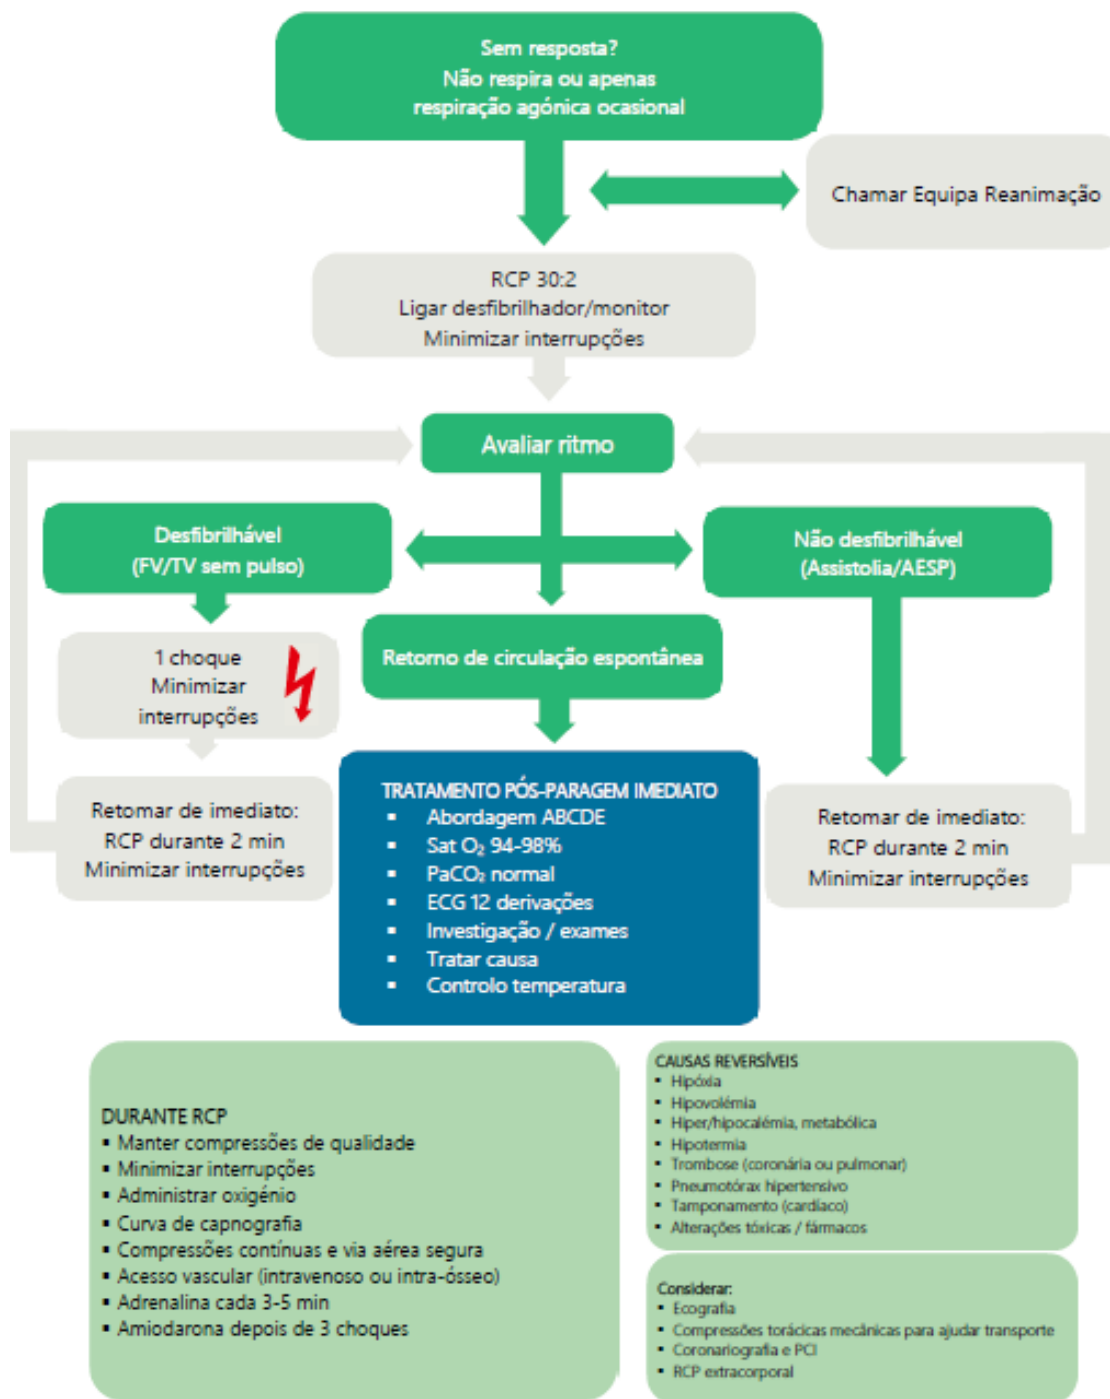 Sem resposta?
Não respira ou apenas
respiração agónica ocasional
Chamar Equipa Reanimação
RCP 30:2
Ligar desfibrilhador/monitor
Minimizar interrupções
Avaliar ritmo
Desfibrilhável
(FV/TV sem pulso)
Não desfibrilhável
(Assistolia/AESP)
1 choque
Minimizar
interrupções
Retorno de circulação espontânea
Retomar de imediato:
RCP durante 2 min
Minimizar interrupções
TRATAMENTO PÓS-PARAGEM IMEDIATO
▪ Abordagem ABCDE
▪ Sat O₂ 94-98%
▪ PaCO₂ normal
▪ ECG 12 derivações
▪ Investigação / exames
▪ Tratar causa
▪ Controlo temperatura
Retomar de imediato:
RCP durante 2 min
Minimizar interrupções
DURANTE RCP
▪ Manter compressões de qualidade
▪ Minimizar interrupções
▪ Administrar oxigénio
▪ Curva de capnografia
▪ Compressões contínuas e via aérea segura
▪ Acesso vascular (intravenoso ou intra-ósseo)
▪ Adrenalina cada 3-5 min
▪ Amiodarona depois de 3 choques
CAUSAS REVERSÍVEIS
▪ Hipóxia
▪ Hipovolémia
▪ Hiper/hipocalémia, metabólica
▪ Hipotermia
▪ Trombose (coronária ou pulmonar)
▪ Pneumotórax hipertensivo
▪ Tamponamento (cardíaco)
▪ Alterações tóxicas / fármacos
Considerar:
▪ Ecografia
▪ Compressões torácicas mecânicas para ajudar transporte
▪ Coronariografia e PCI
▪ RCP extracorporal